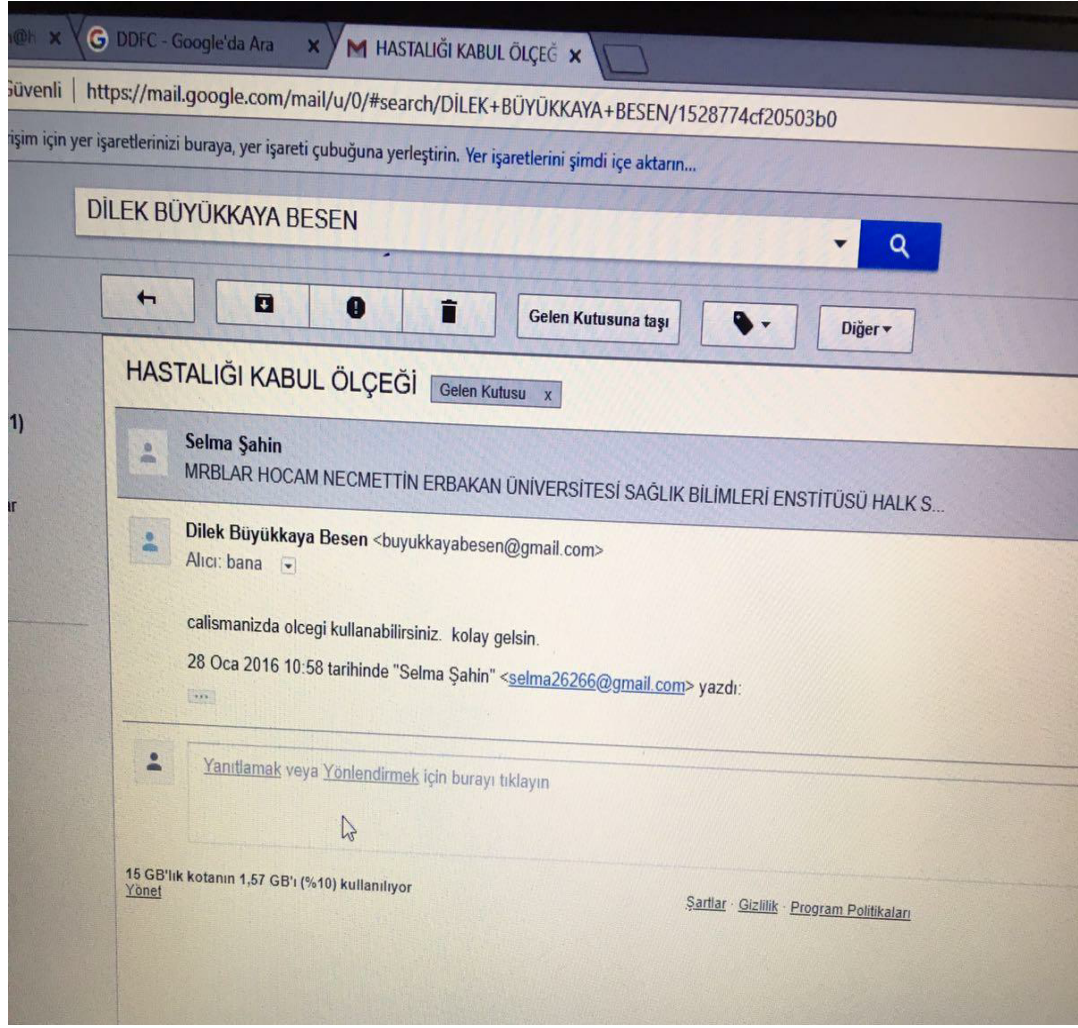 DDFC - Google'da Ara
HASTALIĞI KABUL ÖLÇEĞ
Güvenli | https://mail.google.com/mail/u/0/#search/DİLEK+BÜYÜKKAYA+BESEN/1528774cf20503b0
işim için yer işaretlerinizi buraya, yer işareti çubuğuna yerleştirin. Yer işaretlerini şimdi içe aktarın...
DİLEK BÜYÜKKAYA BESEN
Gelen Kutusuna taşı
Diğer
HASTALIĞI KABUL ÖLÇEĞİ Gelen Kutusu x
1)
Selma Şahin
MRBLAR HOCAM NECMETTİN ERBAKAN ÜNİVERSİTESİ SAĞLIK BİLİMLERİ ENSTİTÜSÜ HALK S...
Dilek Büyükkaya Besen <buyukkayabesen@gmail.com>
Alıcı: bana
calismanizda olcegi kullanabilirsiniz. kolay gelsin.
28 Oca 2016 10:58 tarihinde "Selma Şahin" <selma26266@gmail.com> yazdı:
...
Yanıtlamak veya Yönlendirmek için burayı tıklayın
15 GB'lık kotanın 1,57 GB'ı (%10) kullanılıyor
Yönet
Şartlar · Gizlilik · Program Politikaları